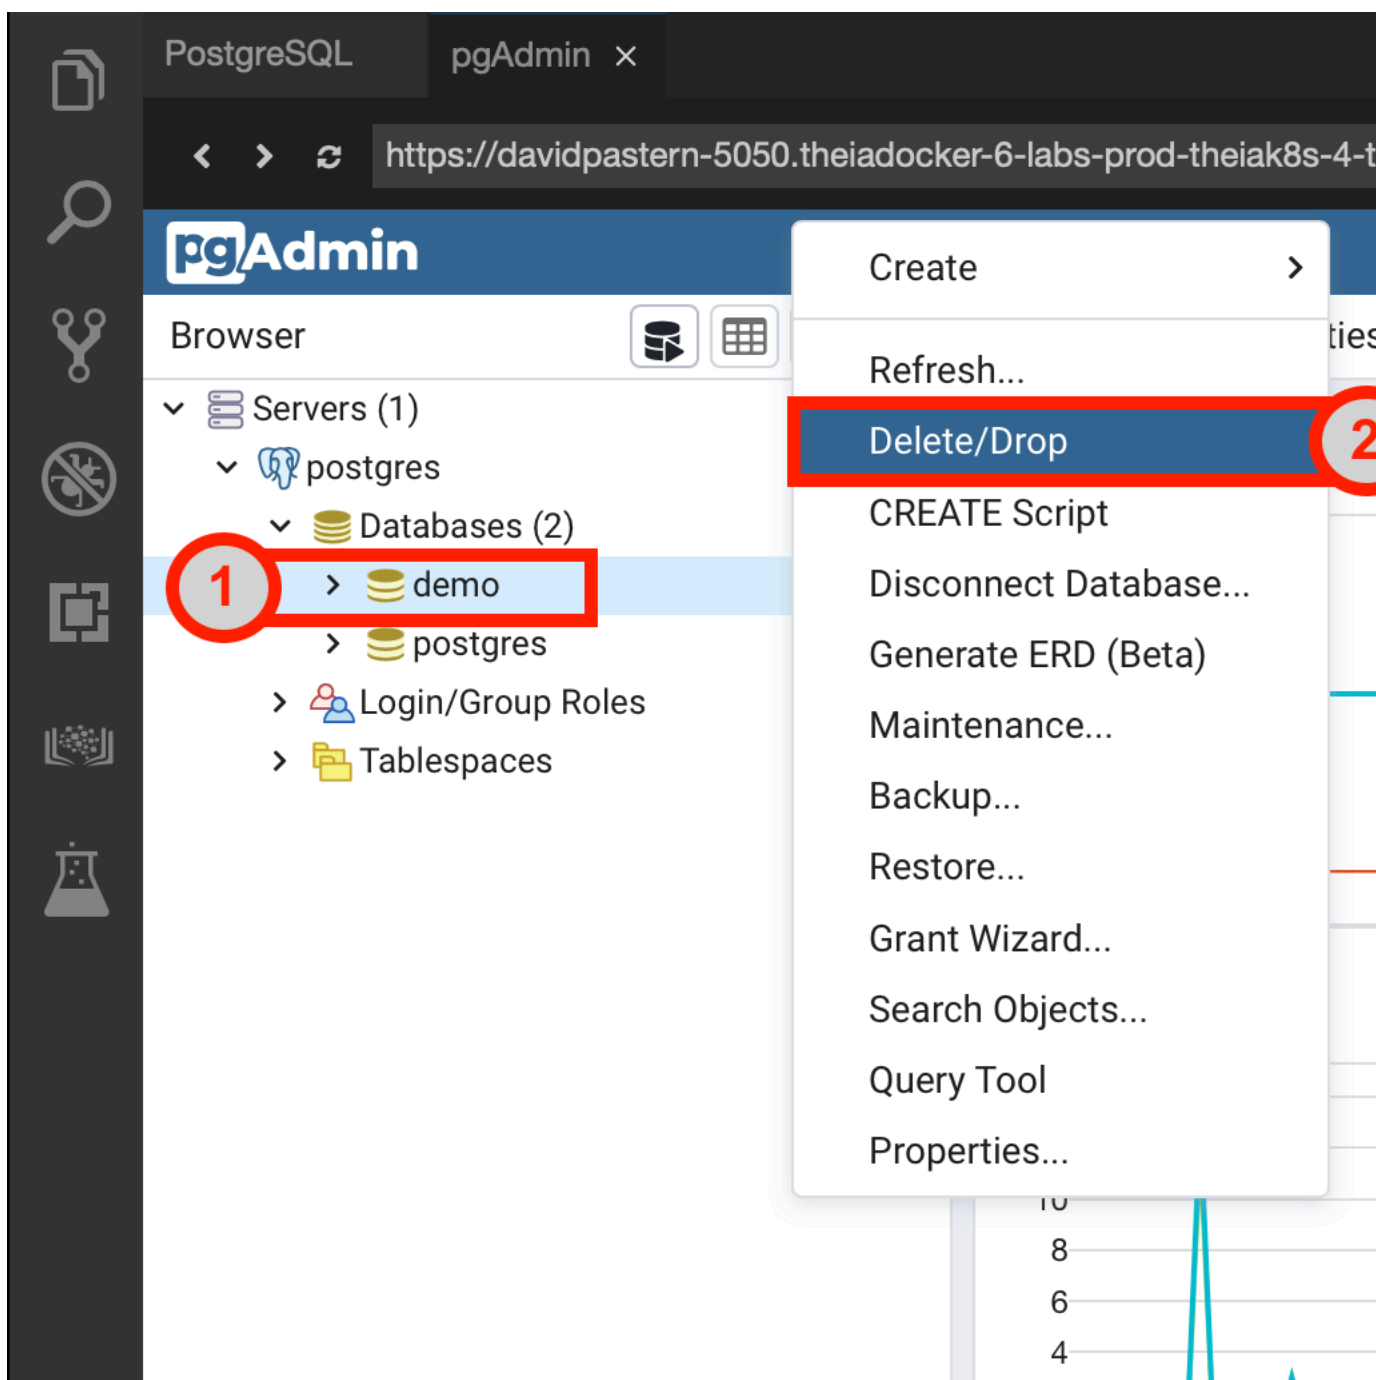 PostgreSQL
pgAdmin
https://davidpastern-5050.theiadocker-6-labs-prod-theiak8s-4-t
pgAdmin
Browser
Servers (1)
postgres
Databases (2)
1
demo
postgres
Login/Group Roles
Tablespaces
Create
Refresh...
Delete/Drop
2
CREATE Script
Disconnect Database...
Generate ERD (Beta)
Maintenance...
Backup...
Restore...
Grant Wizard...
Search Objects...
Query Tool
Properties...
ties
10
8
6
4